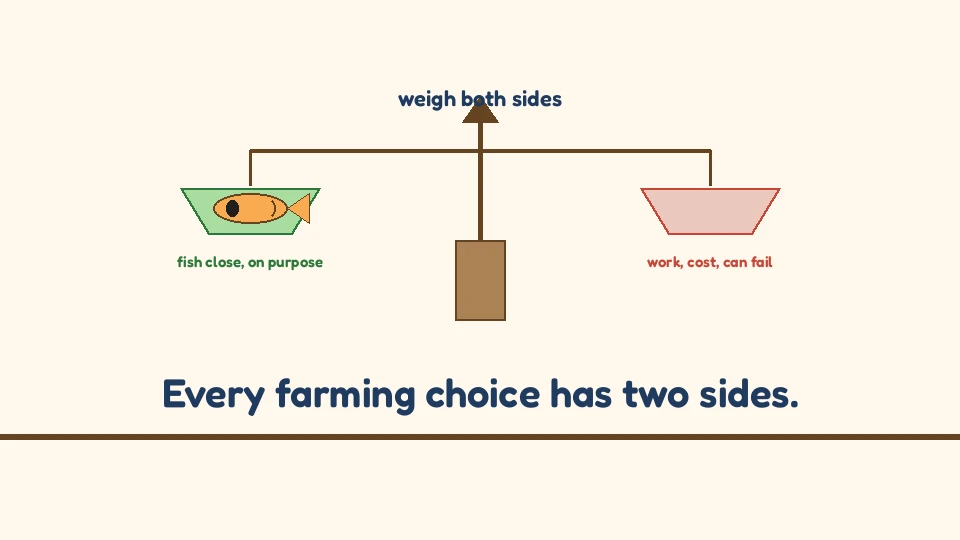 weigh both sides
fish close, on purpose
work, cost, can fail
Every farming choice has two sides.